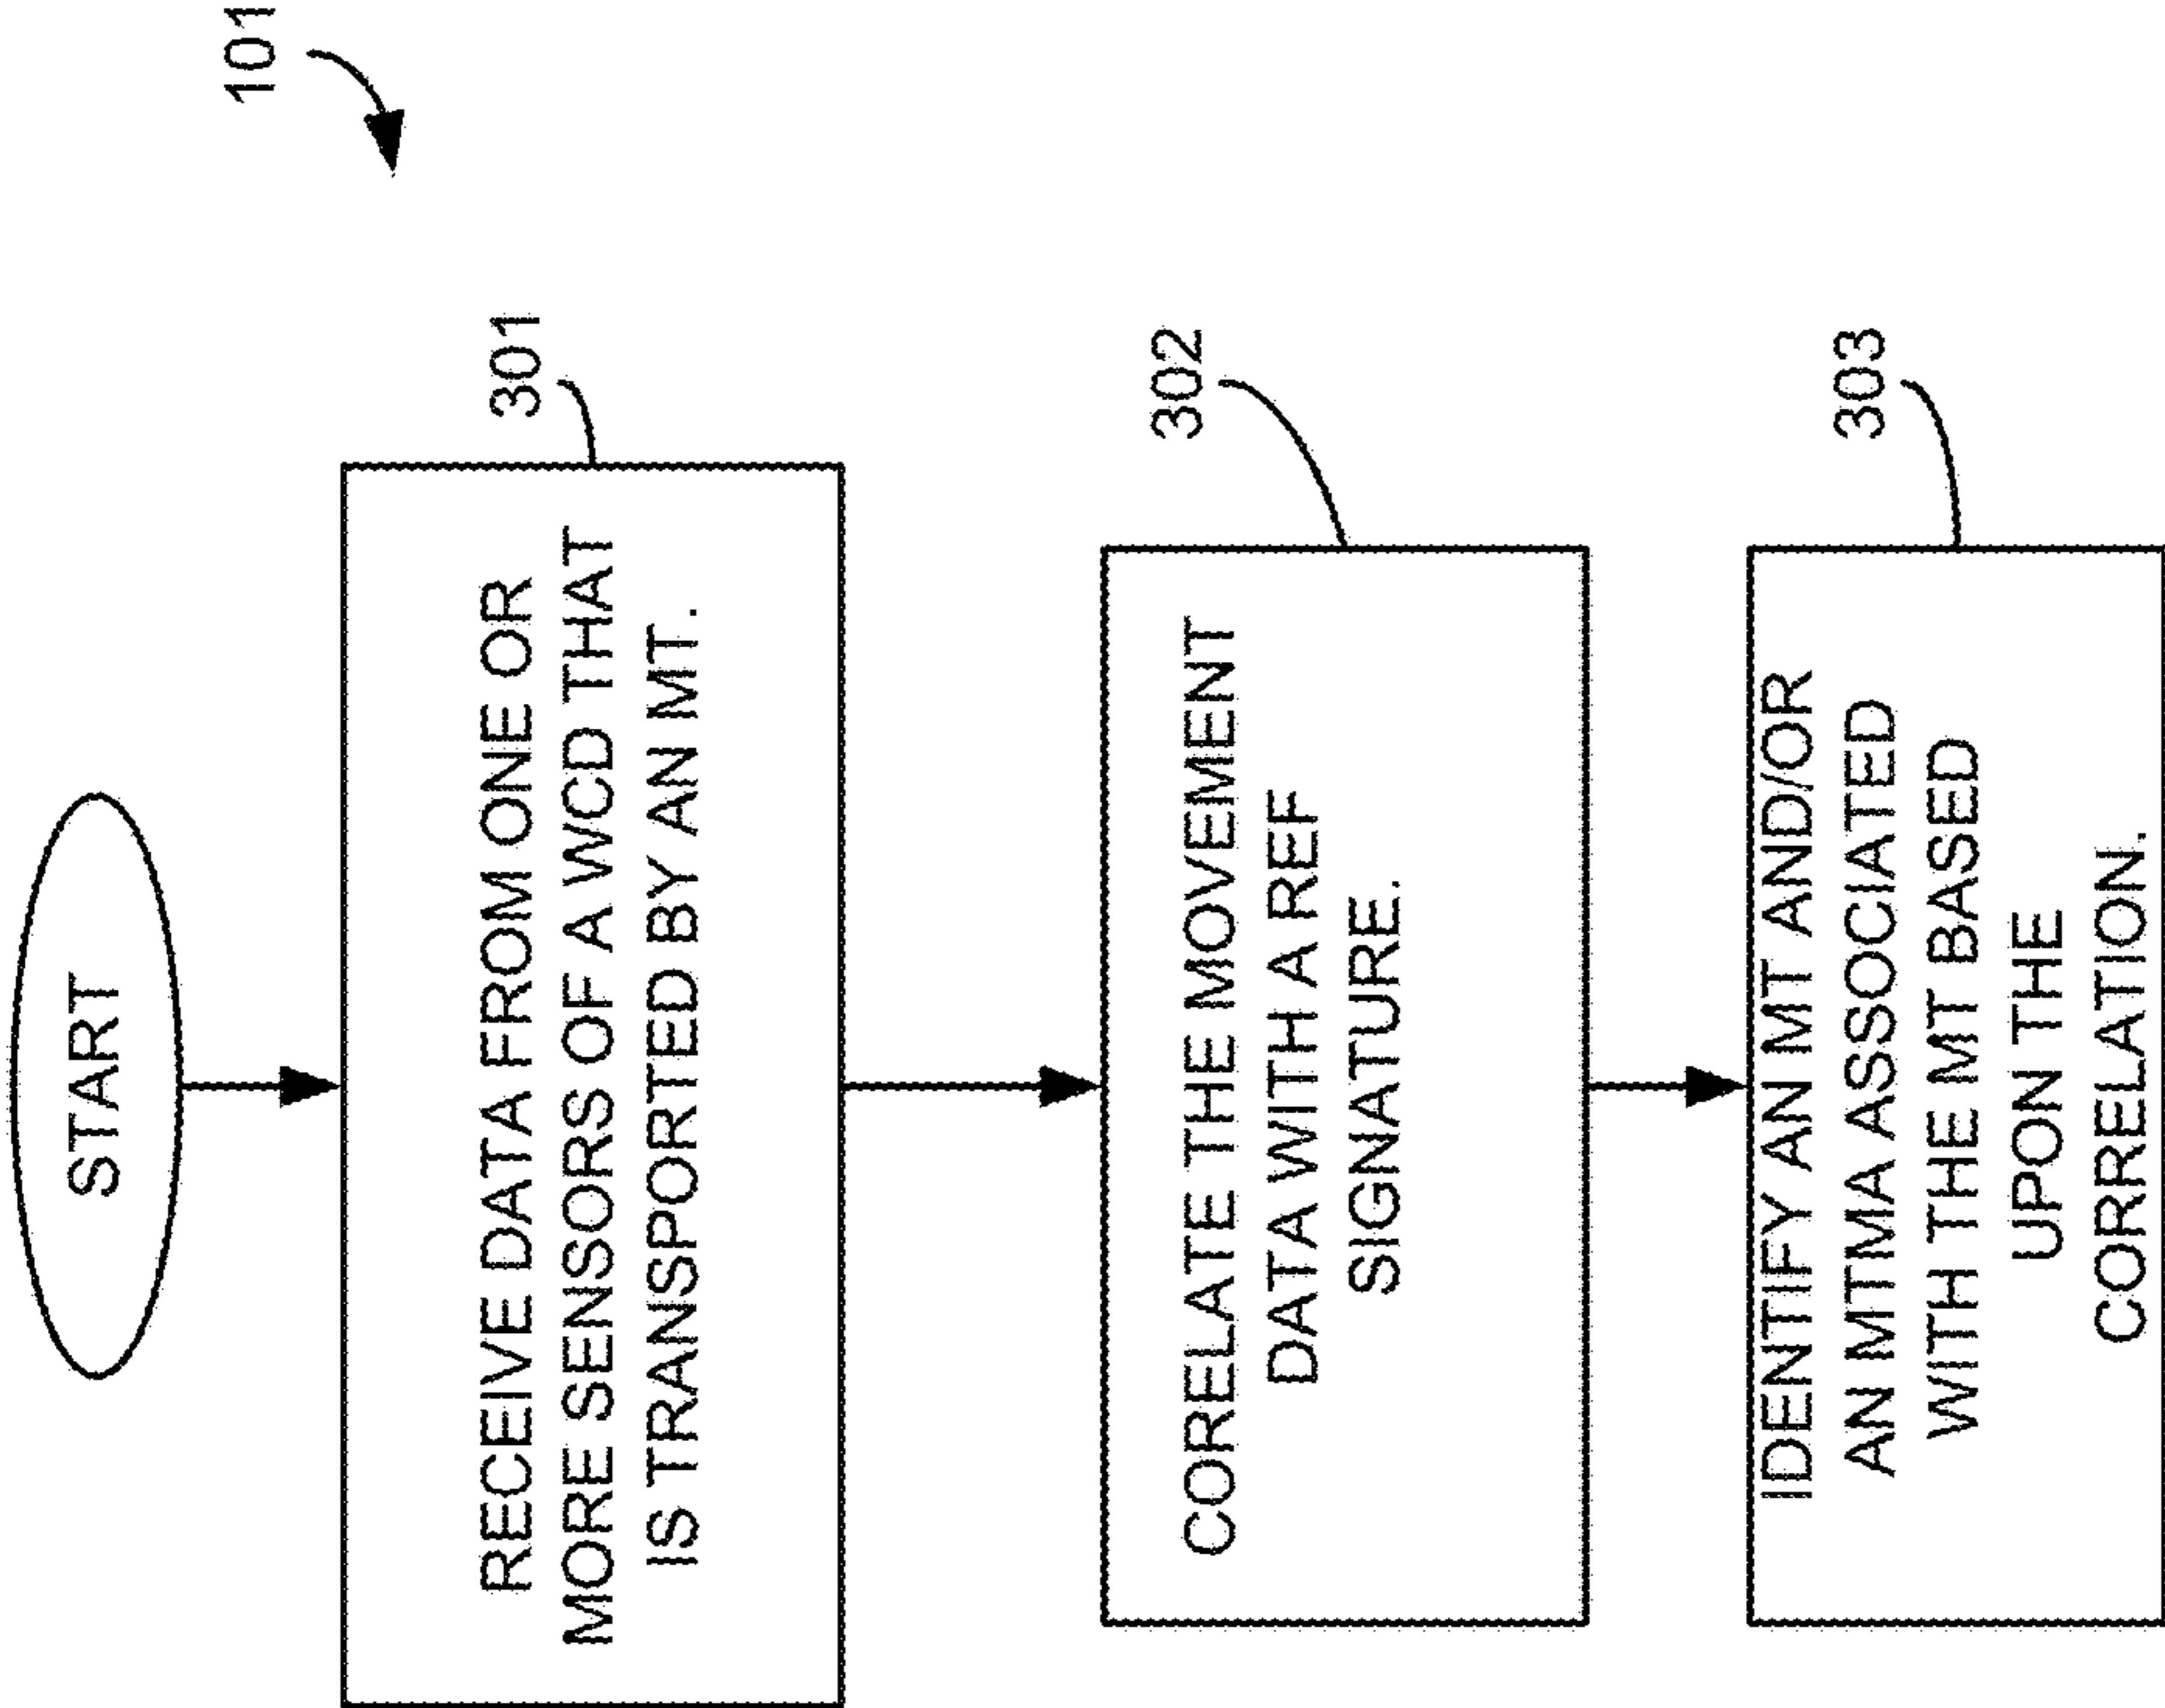 101
START
301
RECEIVE DATA FROM ONE OR
MORE SENSORS OF A WCD THAT
IS TRANSPORTED BY AN MT.
302
CORELATE THE MOVEMENT
DATA WITH A REF
SIGNATURE.
303
IDENTIFY AN MT AND/OR
AN MTMA ASSOCIATED
WITH THE MT BASED
UPON THE
CORRELATION.